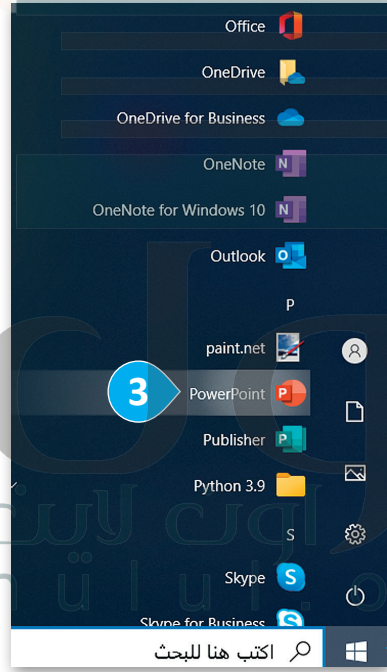 Office
OneDrive
OneDrive for Business
OneNote
OneNote for Windows 10
Outlook
P
paint.net
PowerPoint
3
Publisher
Python 3.9
S
Skype
Skype for Business
اكتب هنا للبحث